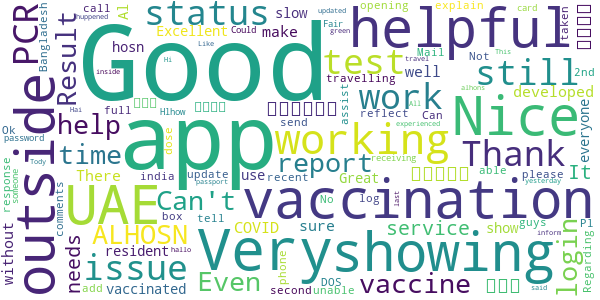 call
Al
status
slow
opening
updated
Fair
green
Like
helpful
explain
card
happened
taken
Excellent
Could
make
Bangladesh
Mail
This
hosn
Hi
Not
PCR
Result
Good
test
travelling
well
2nd
still
inside
Hai
full
developed
password
app
assist
work
Nice
outside
help
send
reflect
Can
everyone
Ok
Tody
time
There
dose
working
Thank
report
All
experienced
travel
alhons
response
someone
UAE
india
update
recent
Great
able
please
receiving
It
passport
Can't
use
No
log
yesterday
vaccination
comments
box
tell
last
without
needs
ALHOSN
COVID
sure
service
show
guys
Pl
resident
issue
Very
showing
login
Regarding
hallo
phone
inform
add
vaccinated
Even
second
DOS
unable
vaccine
said
Hlhow